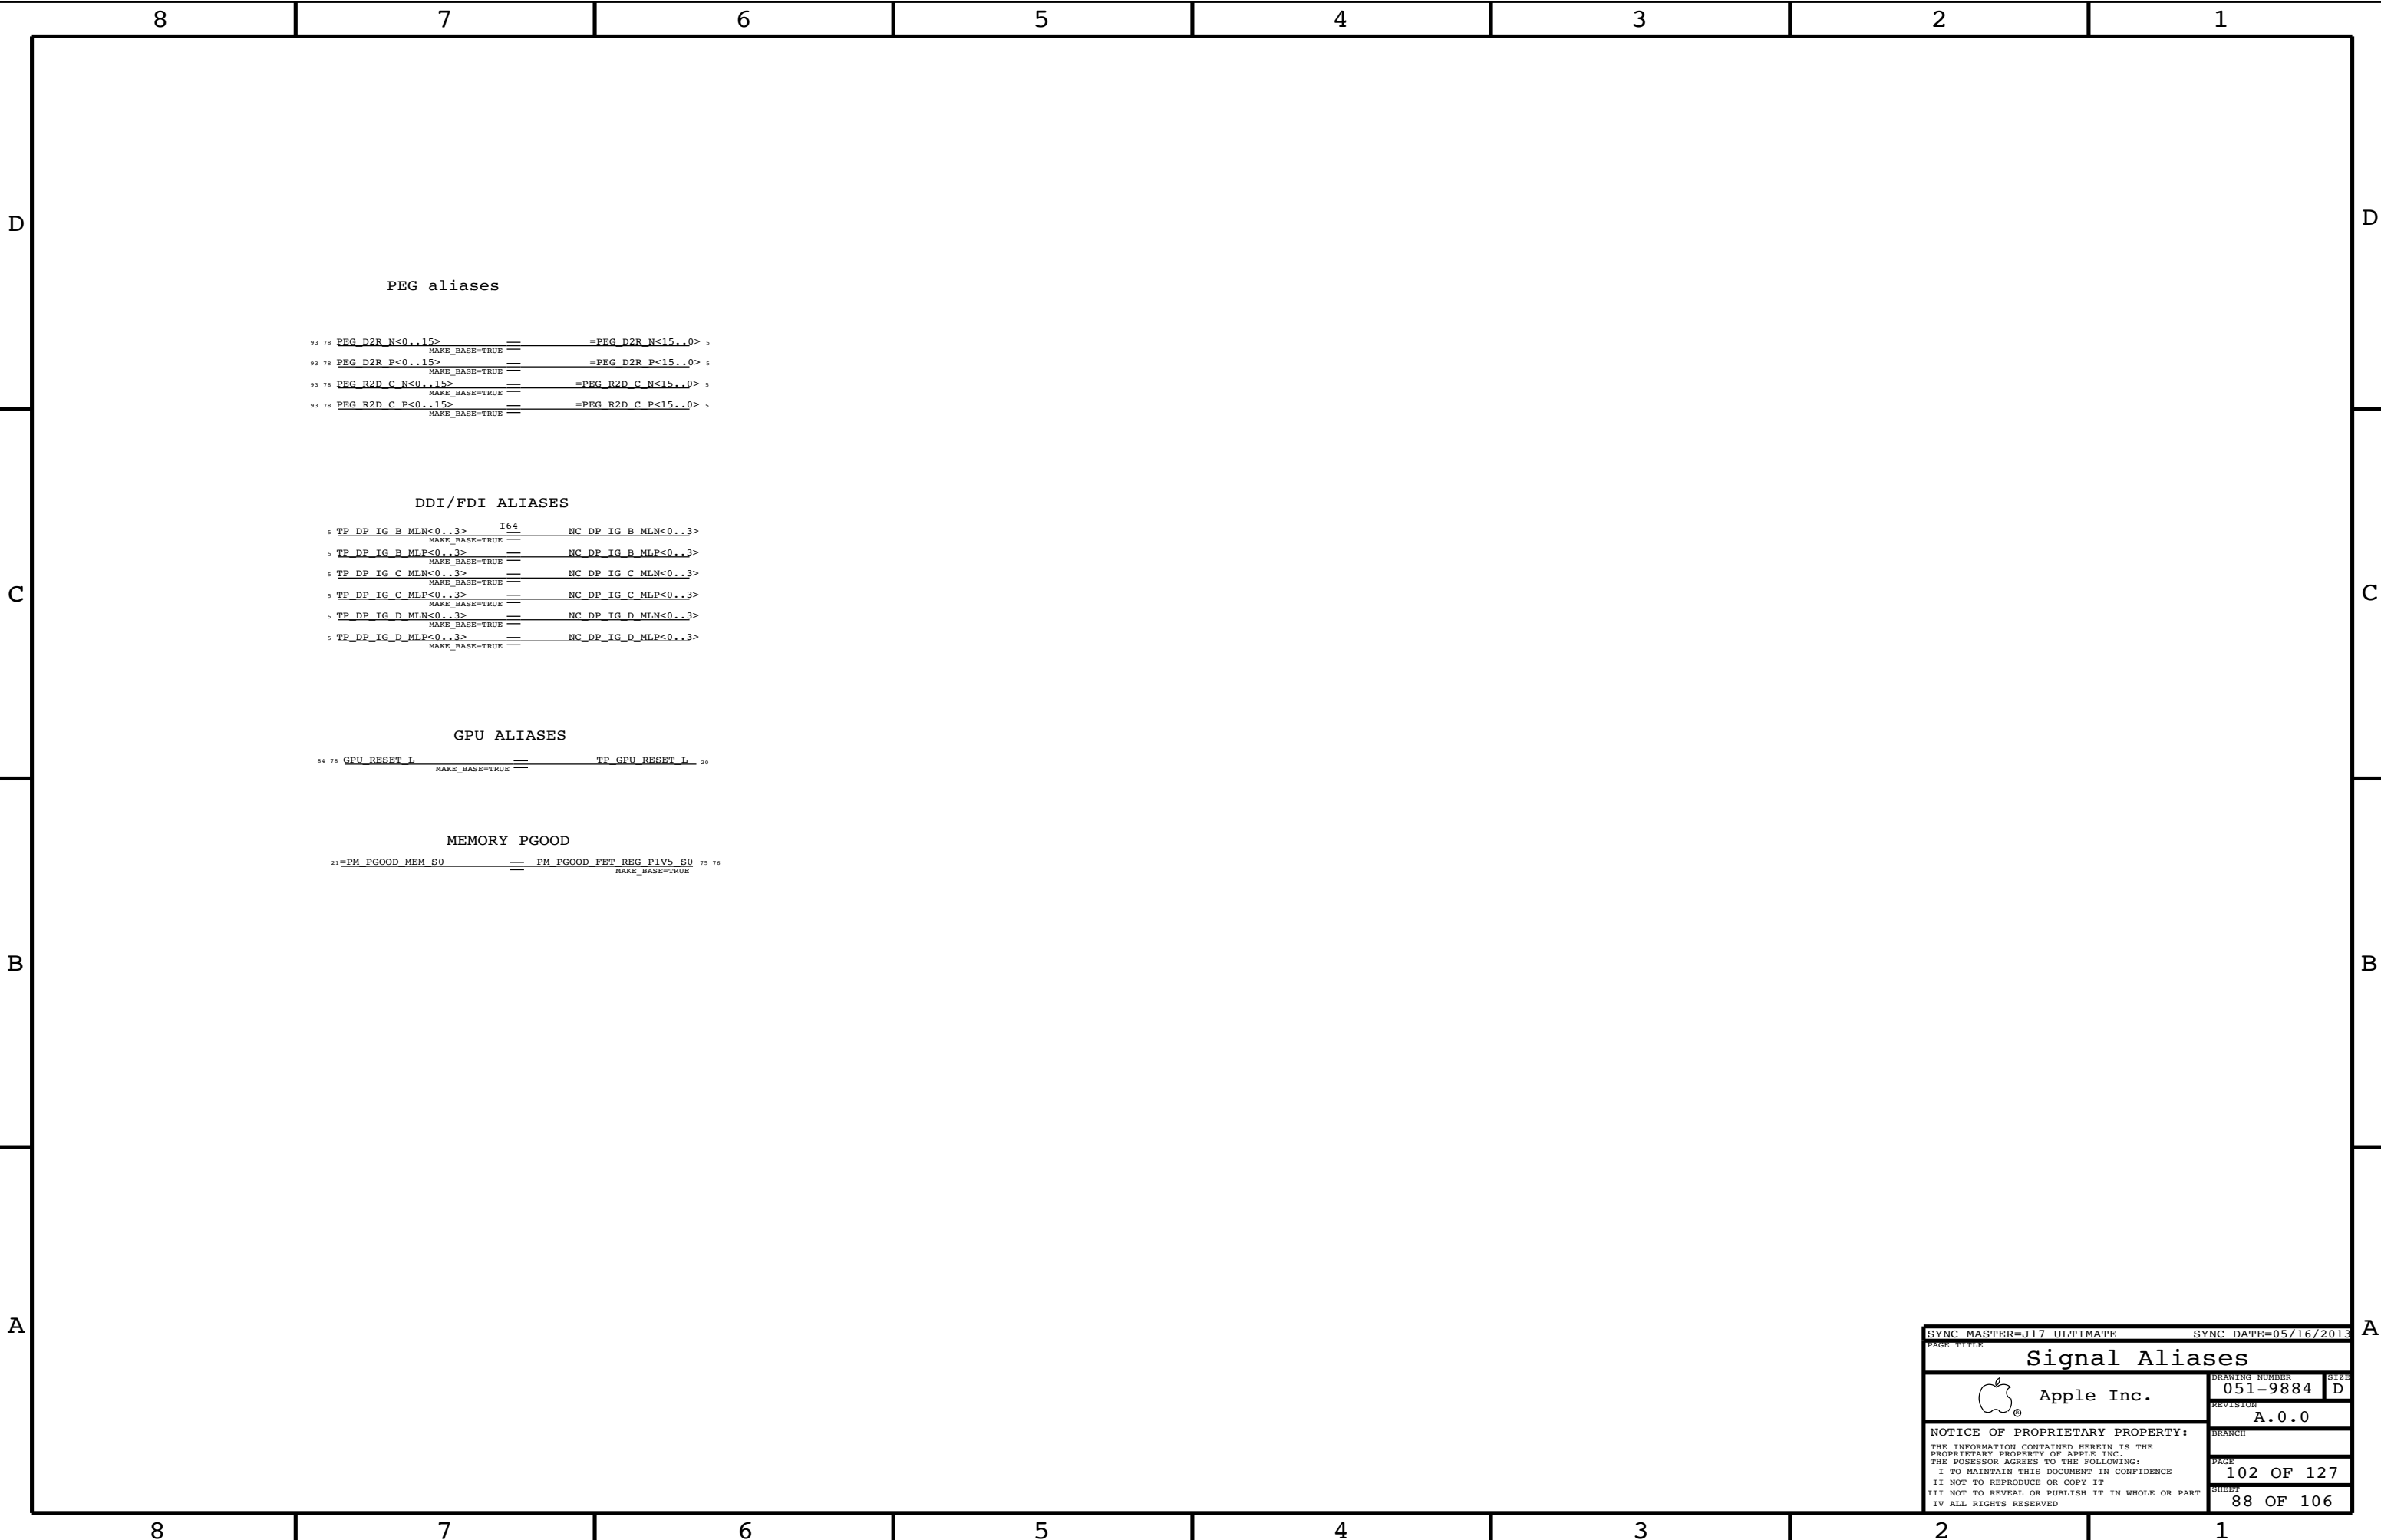 8 7 6 5 4 3 2 1
D D
PEG aliases
93 78 PEG_D2R_N<0..15> =PEG_D2R_N<15..0> 5
MAKE_BASE=TRUE
93 78 PEG_D2R_P<0..15> =PEG_D2R_P<15..0> 5
MAKE_BASE=TRUE
93 78 PEG_R2D_C_N<0..15> =PEG_R2D_C_N<15..0> 5
MAKE_BASE=TRUE
93 78 PEG_R2D_C_P<0..15> =PEG_R2D_C_P<15..0> 5
MAKE_BASE=TRUE
DDI/FDI ALIASES
I64
5 TP_DP_IG_B_MLN<0..3> NC_DP_IG_B_MLN<0..3>
MAKE_BASE=TRUE
5 TP_DP_IG_B_MLP<0..3> NC_DP_IG_B_MLP<0..3>
MAKE_BASE=TRUE
5 TP_DP_IG_C_MLN<0..3> NC_DP_IG_C_MLN<0..3>
MAKE_BASE=TRUE
C C
5 TP_DP_IG_C_MLP<0..3> NC_DP_IG_C_MLP<0..3>
MAKE_BASE=TRUE
5 TP_DP_IG_D_MLN<0..3> NC_DP_IG_D_MLN<0..3>
MAKE_BASE=TRUE
5 TP_DP_IG_D_MLP<0..3> NC_DP_IG_D_MLP<0..3>
MAKE_BASE=TRUE
GPU ALIASES
84 78 GPU_RESET_L TP_GPU_RESET_L 20
MAKE_BASE=TRUE
MEMORY PGOOD
21 =PM_PGOOD_MEM_S0 PM_PGOOD_FET_REG_P1V5_S0 75 76
MAKE_BASE=TRUE
B B
A A
SYNC_MASTER=J17_ULTIMATE SYNC_DATE=05/16/2013
PAGE TITLE
Signal Aliases
Apple Inc.
®
DRAWING NUMBER
051-9884
SIZE
D
REVISION
A.0.0
BRANCH
NOTICE OF PROPRIETARY PROPERTY:
THE INFORMATION CONTAINED HEREIN IS THE
PROPRIETARY PROPERTY OF APPLE INC.
THE POSESSOR AGREES TO THE FOLLOWING:
I TO MAINTAIN THIS DOCUMENT IN CONFIDENCE
II NOT TO REPRODUCE OR COPY IT
III NOT TO REVEAL OR PUBLISH IT IN WHOLE OR PART
IV ALL RIGHTS RESERVED
PAGE
102 OF 127
SHEET
88 OF 106
8 7 6 5 4 3 2 1